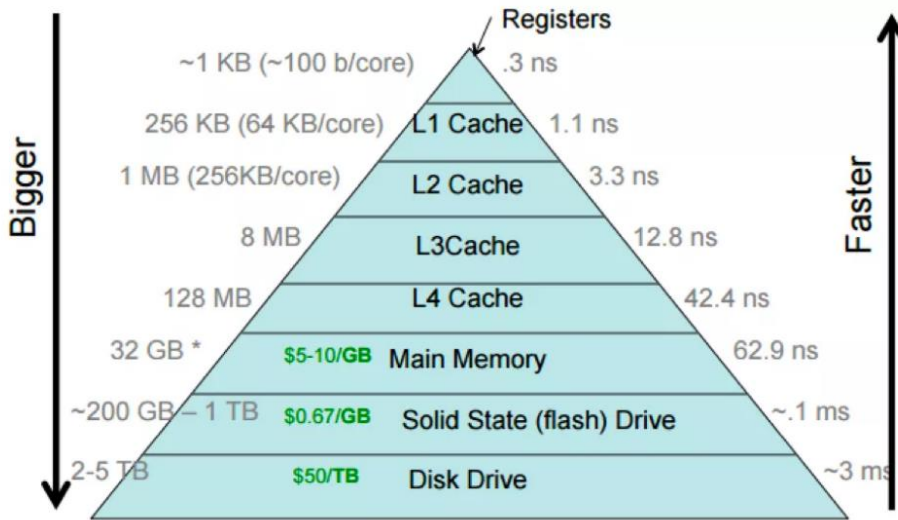 Registers
~1 KB (~100 b/core) .3 ns
256 KB (64 KB/core) L1 Cache 1.1 ns
1 MB (256KB/core) L2 Cache 3.3 ns
8 MB L3Cache 12.8 ns
128 MB L4 Cache 42.4 ns
32 GB * $5-10/GB Main Memory 62.9 ns
~200 GB – 1 TB $0.67/GB Solid State (flash) Drive ~.1 ms
2-5 TB $50/TB Disk Drive ~3 ms
Bigger
Faster